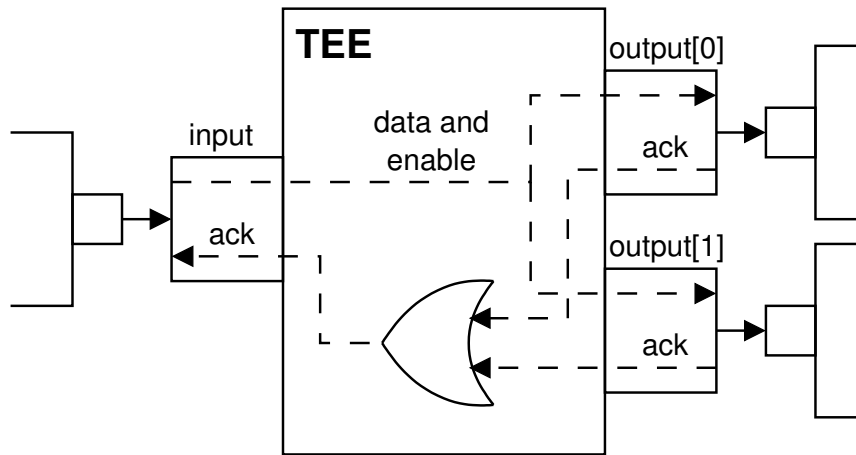 TEE
output[0]
input
data and
enable
ack
ack
output[1]
ack